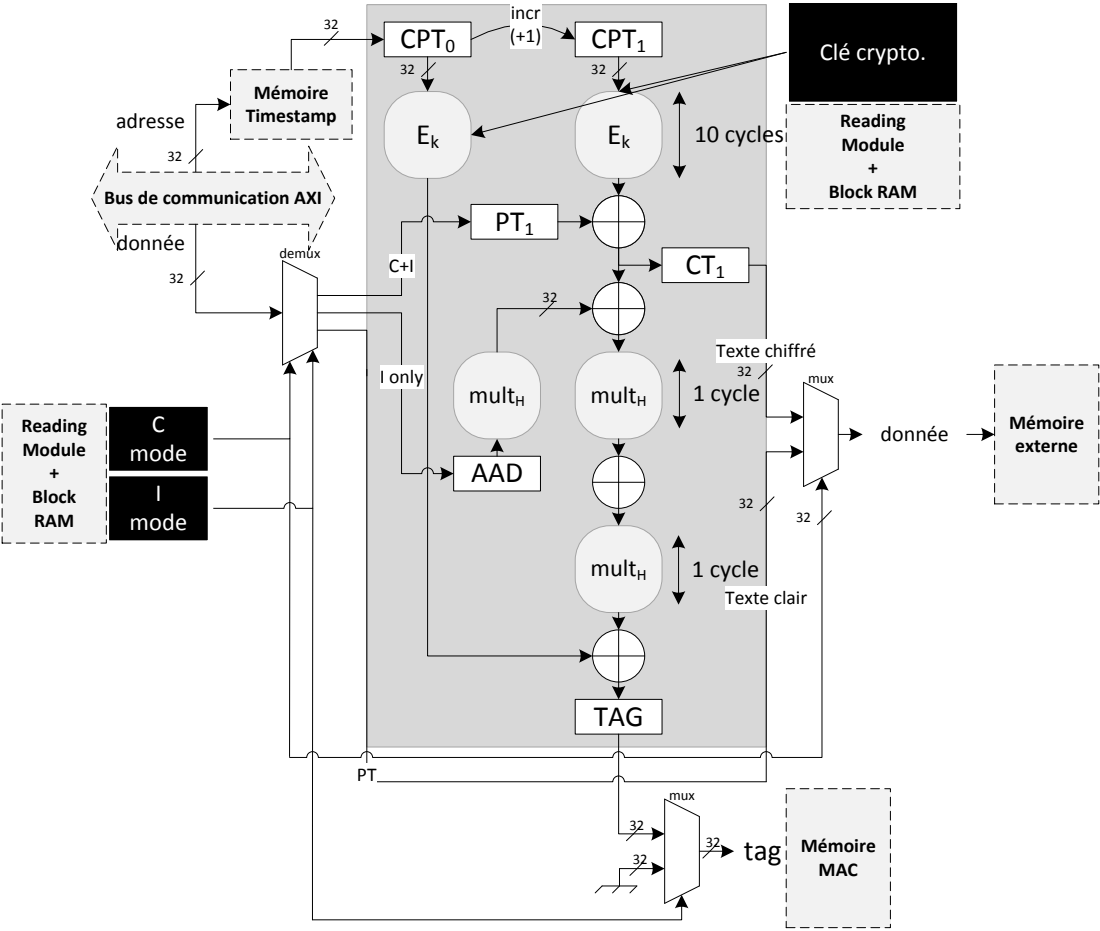 32
CPT0
incr
(+1)
CPT1
32
32
Clé crypto.
Mémoire
Timestamp
adresse
32
Ek
Ek
10 cycles
Reading
Module
+
Block RAM
Bus de communication AXI
donnée
32
demux
C+I
PT1
CT1
32
I only
multH
multH
1 cycle
Texte chiffré
32
mux
donnée
Mémoire
externe
Reading
Module
+
Block
RAM
C
mode
I
mode
AAD
32
32
multH
1 cycle
Texte clair
TAG
PT
mux
32
32
32
tag
Mémoire
MAC